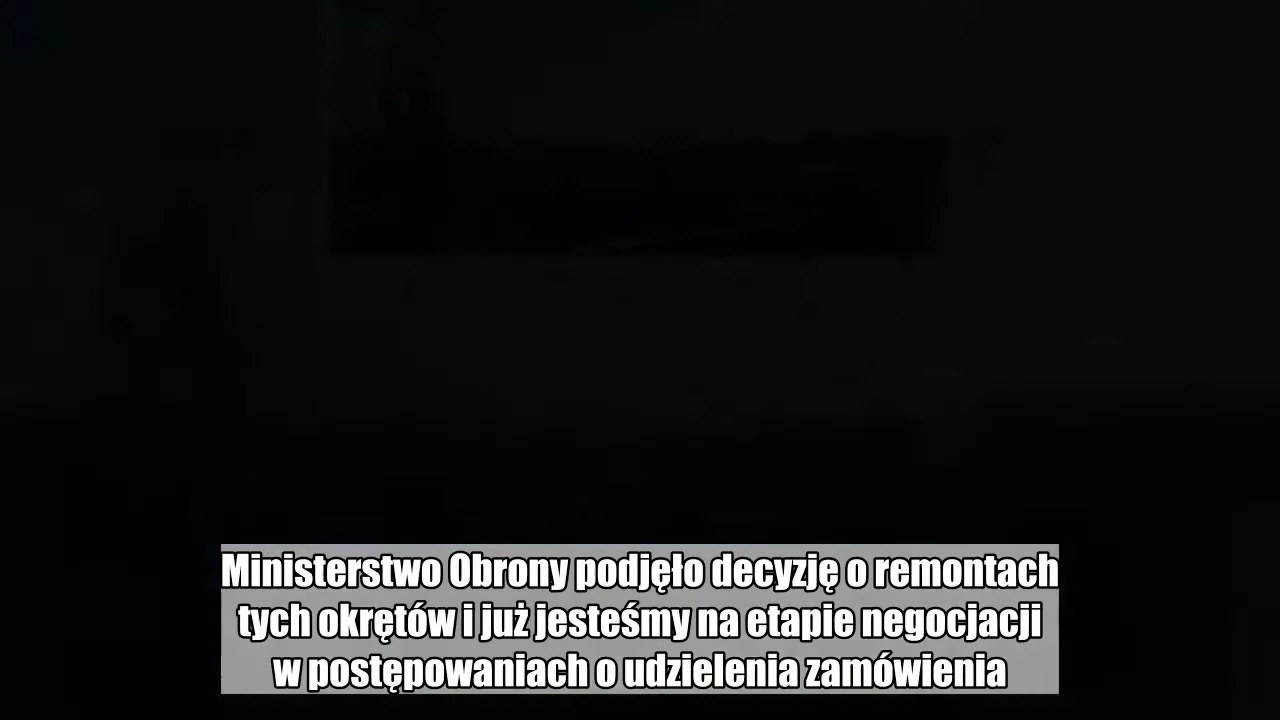 Ministerstwo Obrony podjęło decyzję o remontach
tych okrętów i już jesteśmy na etapie negocjacji
w postępowaniach o udzielenia zamówienia